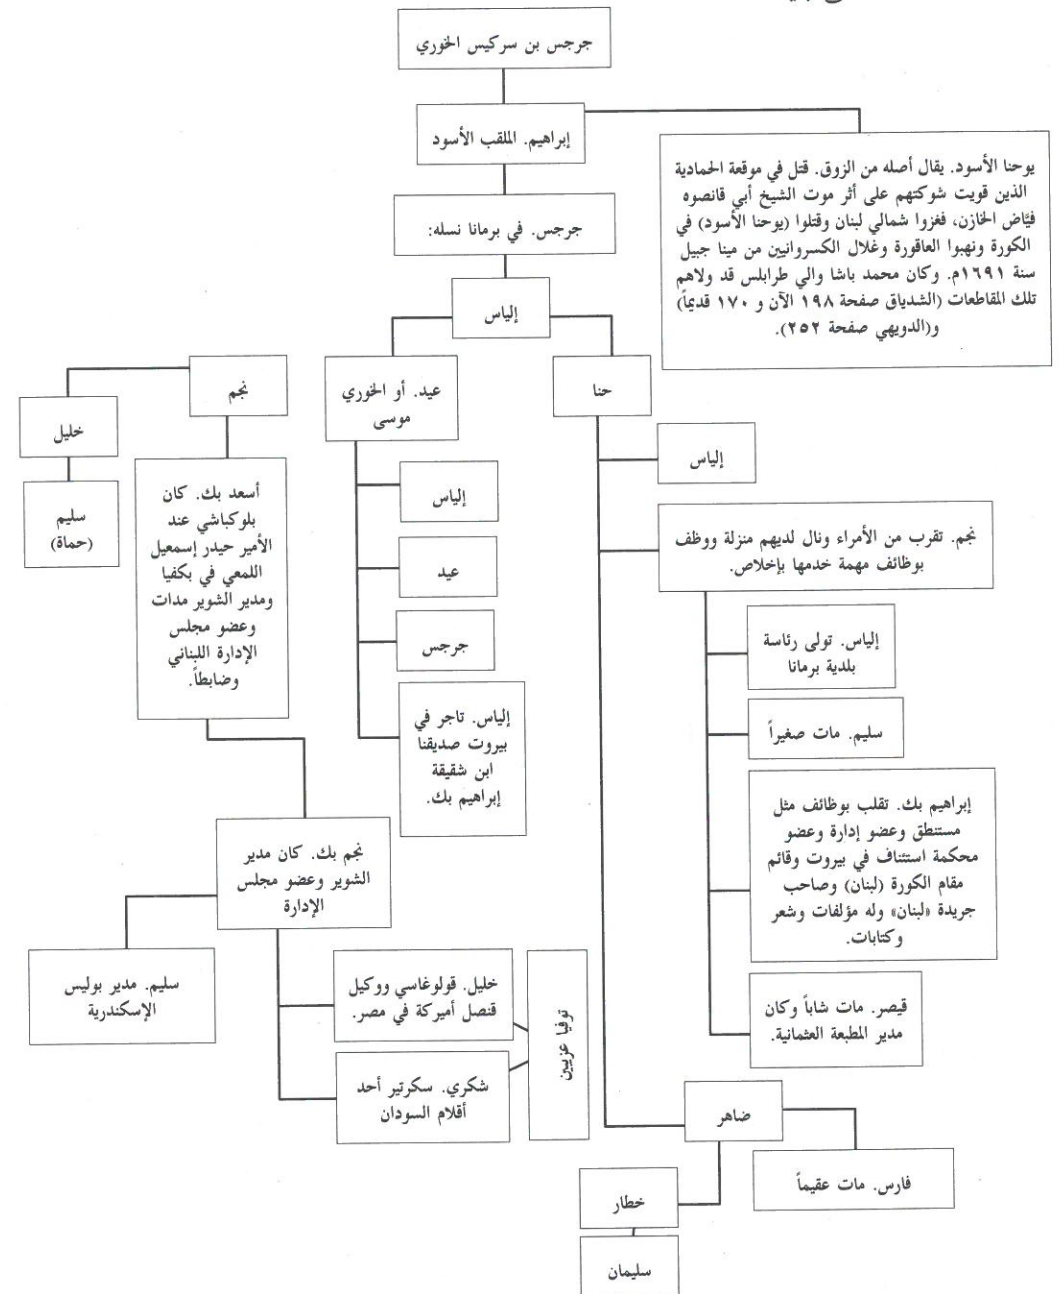 جرجس بن سركيس الخوري
إبراهيم. الملقب الأسود
يوحنا الأسود. يقال أصله من الزوق. قتل في موقعة الحمادية
الذين قويت شوكتهم على أثر موت الشيخ أبي قانصوه
فيَّاض الخازن، فغزوا شمالي لبنان وقتلوا (يوحنا الأسود) في
الكورة ونهبوا العاقورة وغلال الكسروانيين من مينا جبيل
سنة ١٦٩١م. وكان محمد باشا والي طرابلس قد ولاهم
تلك المقاطعات (الشدياق صفحة ١٩٨ الآن و ١٧٠ قديماً)
و(الدويهي صفحة ٢٥٢).
جرجس. في برمانا نسله:
إلياس
حنا
عيد. أو الخوري
موسى
نجم
خليل
سليم
(حماة)
إلياس
نجم. تقرب من الأمراء ونال لديهم منزلة ووظف
بوظائف مهمة خدمها بإخلاص.
إلياس. تولى رئاسة
بلدية برمانا
سليم. مات صغيراً
إبراهيم بك. تقلب بوظائف مثل
مستنطق وعضو إدارة وعضو
محكمة استئناف في بيروت وقائم
مقام الكورة (لبنان) وصاحب
جريدة «لبنان» وله مؤلفات وشعر
وكتابات.
قيصر. مات شاباً وكان
مدير المطبعة العثمانية.
ضاهر
فارس. مات عقيماً
خطار
سليمان
إلياس
عيد
جرجس
إلياس. تاجر في
بيروت صديقنا
ابن شقيقة
إبراهيم بك.
أسعد بك. كان
بلوكباشي عند
الأمير حيدر إسمعيل
اللمعي في بكفيا
ومدير الشوير مدات
وعضو مجلس
الإدارة اللبناني
وضابطاً.
نجم بك. كان مدير
الشوير وعضو مجلس
الإدارة
خليل. قولوغاسي ووكيل
قنصل أميركة في مصر.
شكري. سكرتير أحد
أقلام السودان
توفيا عزيبين
سليم. مدير بوليس
الإسكندرية